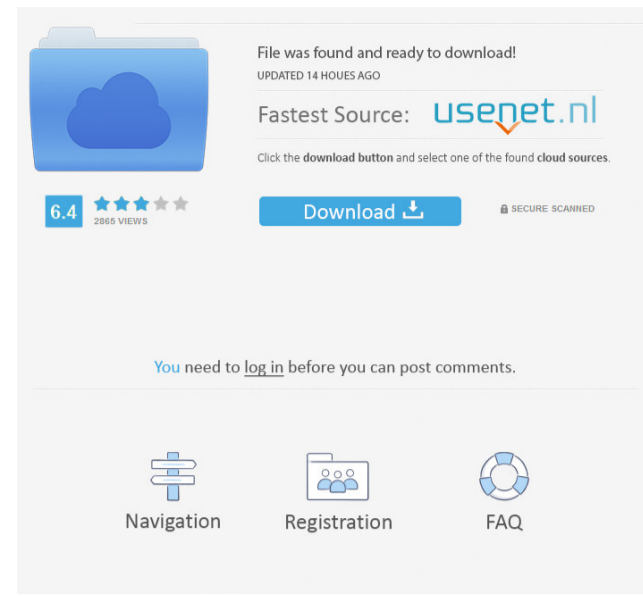 File was found and ready to download!
UPDATED 14 HOUES AGO
Fastest Source: usenet.nl
Click the download button and select one of the found cloud sources.
6.4
2865 VIEWS
Download
SECURE SCANNED
You need to log in before you can post comments.
Navigation
Registration
FAQ